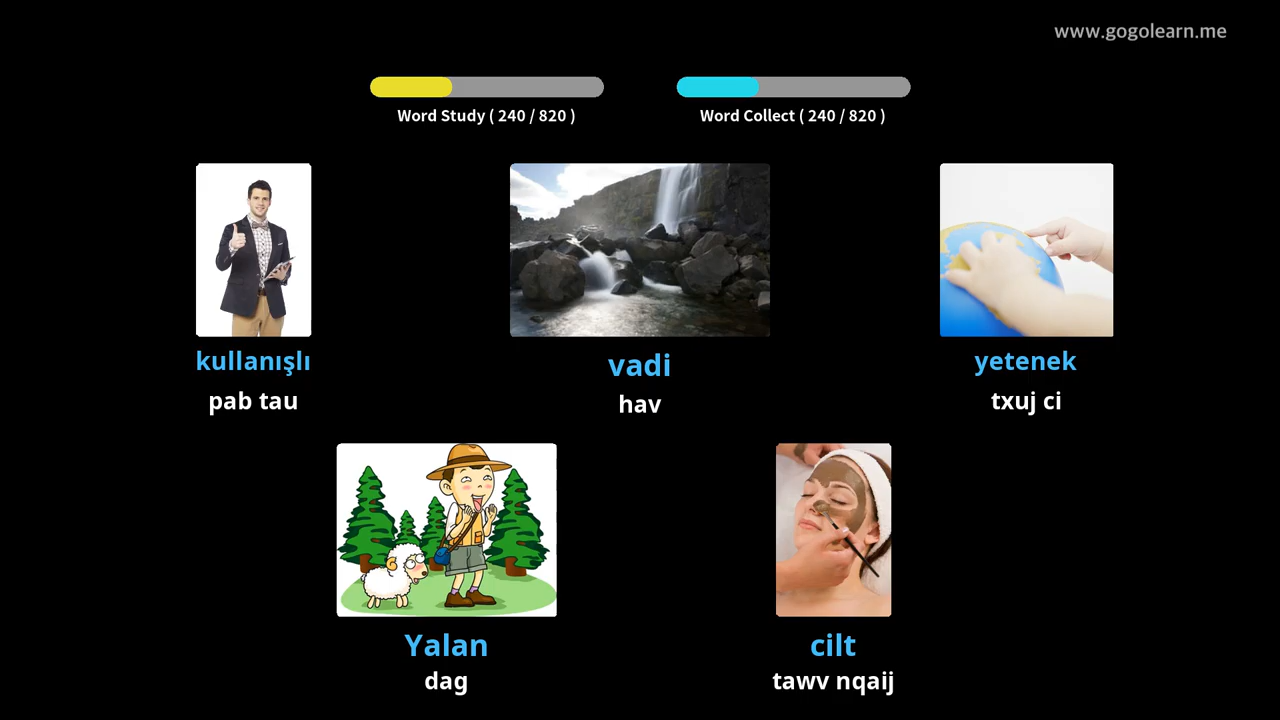 www.gogolearn.me
Word Study ( 240 / 820 )
Word Collect ( 240 / 820 )
kullanışlı
pab tau
vadi
hav
yetenek
txuj ci
Yalan
dag
cilt
tawv nqaij